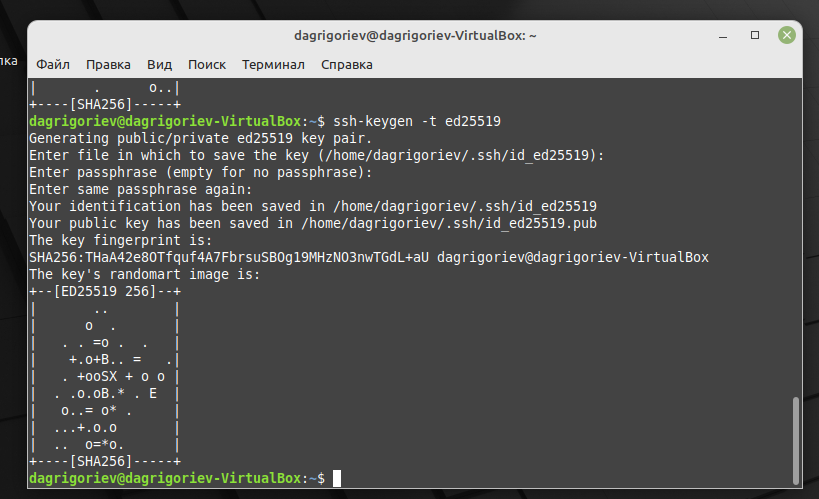 dagrigoriev@dagrigoriev-VirtualBox: ~
лка
Файл Правка Вид Поиск Терминал Справка
|       .      o..|
+----[SHA256]-----+
dagrigoriev@dagrigoriev-VirtualBox:~$ ssh-keygen -t ed25519
Generating public/private ed25519 key pair.
Enter file in which to save the key (/home/dagrigoriev/.ssh/id_ed25519):
Enter passphrase (empty for no passphrase):
Enter same passphrase again:
Your identification has been saved in /home/dagrigoriev/.ssh/id_ed25519
Your public key has been saved in /home/dagrigoriev/.ssh/id_ed25519.pub
The key fingerprint is:
SHA256:THaA42e8OTfquf4A7FbrsuSBOg19MHzNO3nwTGdL+aU dagrigoriev@dagrigoriev-VirtualBox
The key's randomart image is:
+--[ED25519 256]--+
|       ..        |
|      o  .       |
|   . . =o .  .   |
|    +.o+B.. =   .|
|   . +ooSX + o o |
|  . .o.oB.* . E  |
|   o..= o* .     |
|  ...+.o.o       |
|  ..  o=*o.      |
+----[SHA256]-----+
dagrigoriev@dagrigoriev-VirtualBox:~$